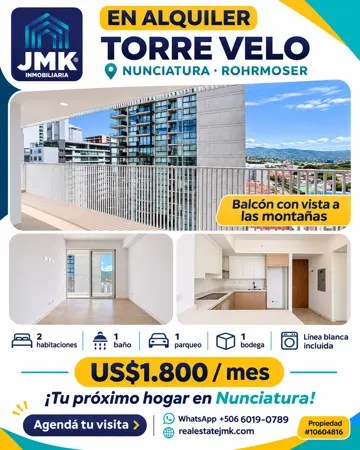 JMK®
INMOBILIARIA
EN ALQUILER
TORRE VELO
NUNCIATURA · ROHRMOSER
Balcón con vista a
las montañas
2
habitaciones
1
baño
1
parqueo
1
bodega
Línea blanca
incluida
US$1.800 / mes
¡Tu próximo hogar en Nunciatura!
Agendá tu visita >
WhatsApp +506 6019-0789
realestatejmk.com
Propiedad
#10604816